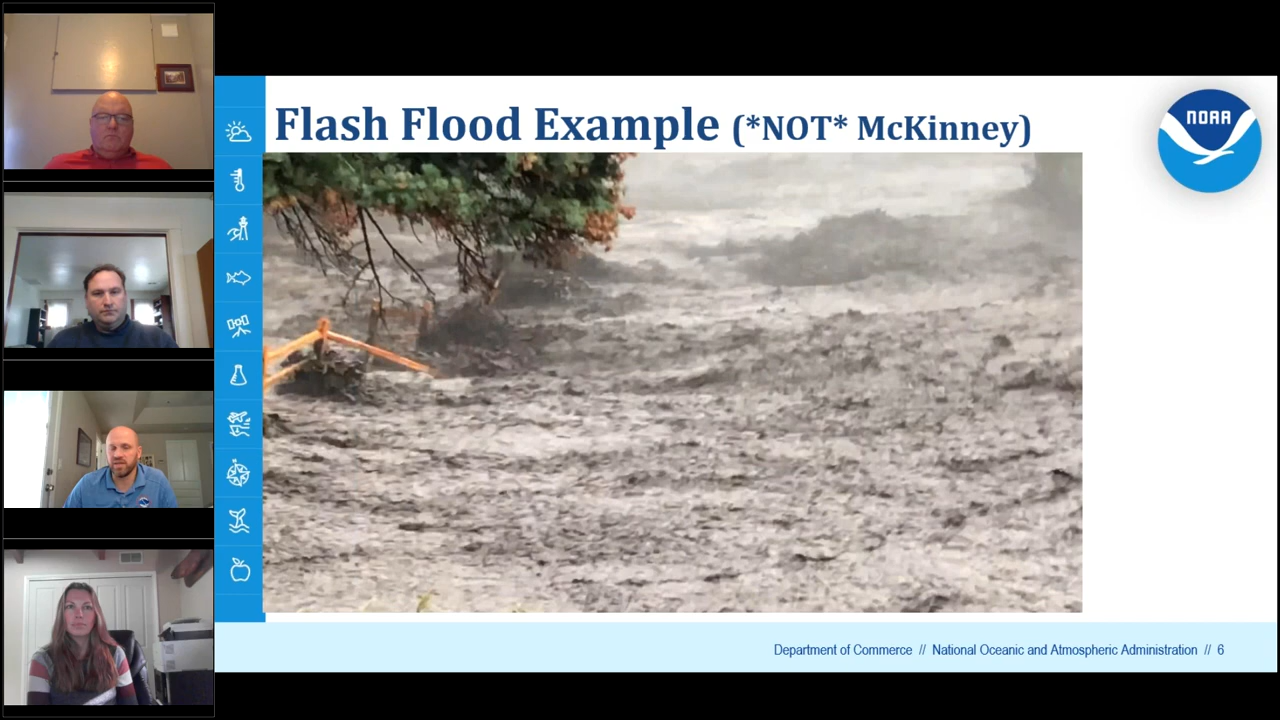 Flash Flood Example (*NOT* McKinney)
NOAA
Department of Commerce // National Oceanic and Atmospheric Administration // 6